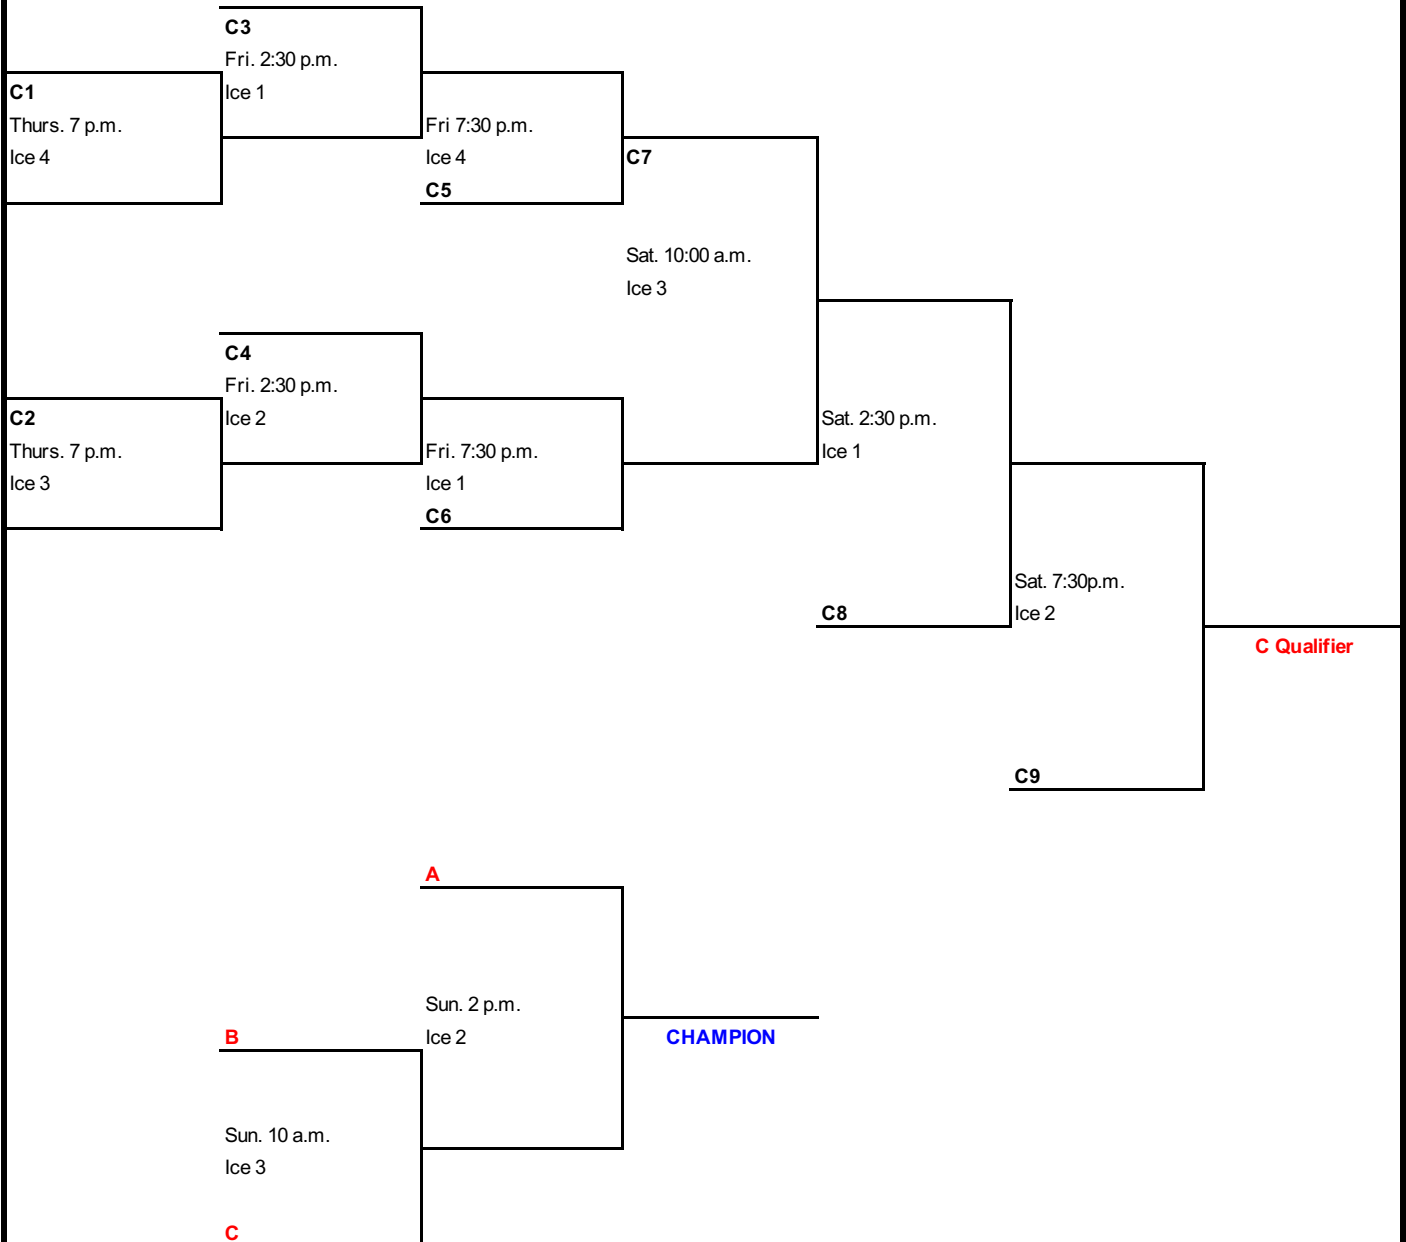 C3
Fri. 2:30 p.m.
Ice 1
C1
Thurs. 7 p.m.
Ice 4
Fri 7:30 p.m.
Ice 4
C5
C7
Sat. 10:00 a.m.
Ice 3
C4
Fri. 2:30 p.m.
Ice 2
C2
Thurs. 7 p.m.
Ice 3
Fri. 7:30 p.m.
Ice 1
C6
Sat. 2:30 p.m.
Ice 1
C8
Sat. 7:30p.m.
Ice 2
C Qualifier
C9
A
Sun. 2 p.m.
Ice 2
CHAMPION
B
Sun. 10 a.m.
Ice 3
C